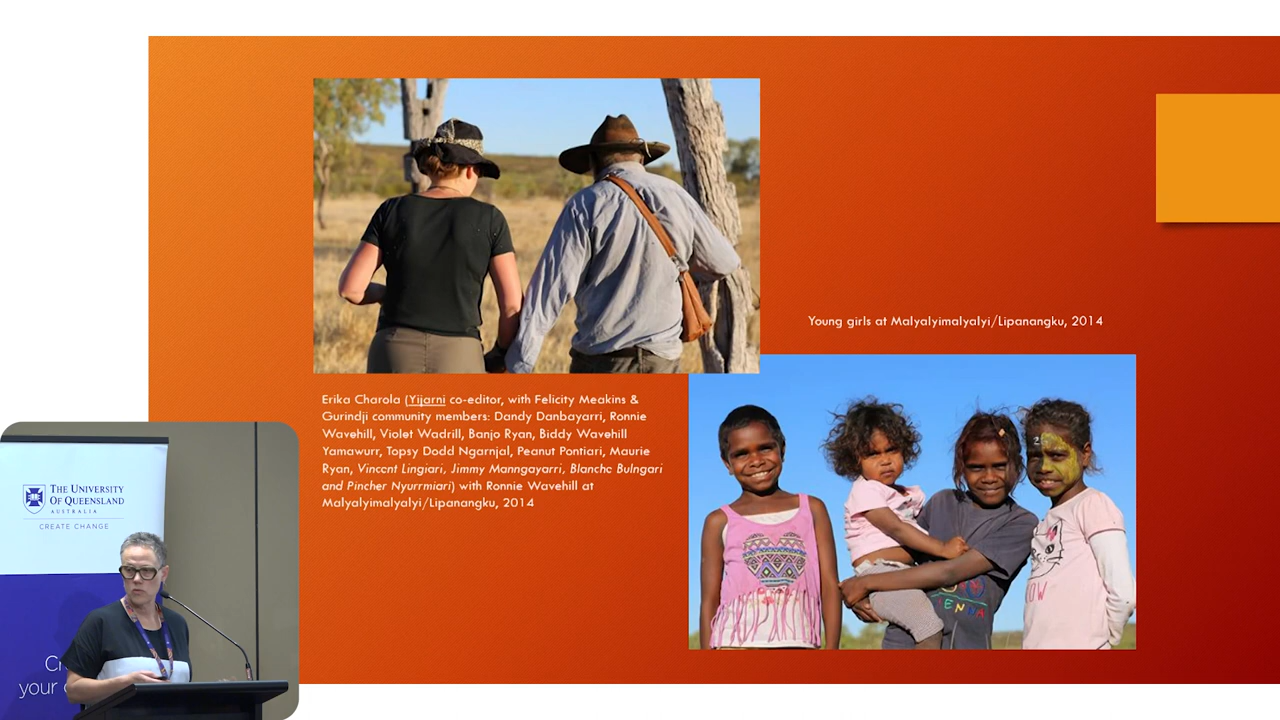 Young girls at Malyalyimalyalyi/Lipanangku, 2014
Erika Charola (Yijarni co-editor, with Felicity Meakins &
Gurindji community members: Dandy Danbayarri, Ronnie
Wavehill, Violet Wadrill, Banjo Ryan, Biddy Wavehill
Yamawurr, Topsy Dodd Ngarnjal, Peanut Pontiari, Maurie
Ryan, Vincent Lingiari, Jimmy Manngayarri, Blanche Bulngari
and Pincher Nyurrmiari) with Ronnie Wavehill at
Malyalyimalyalyi/Lipanangku, 2014
THE UNIVERSITY
OF QUEENSLAND
AUSTRALIA
CREATE CHANGE
your